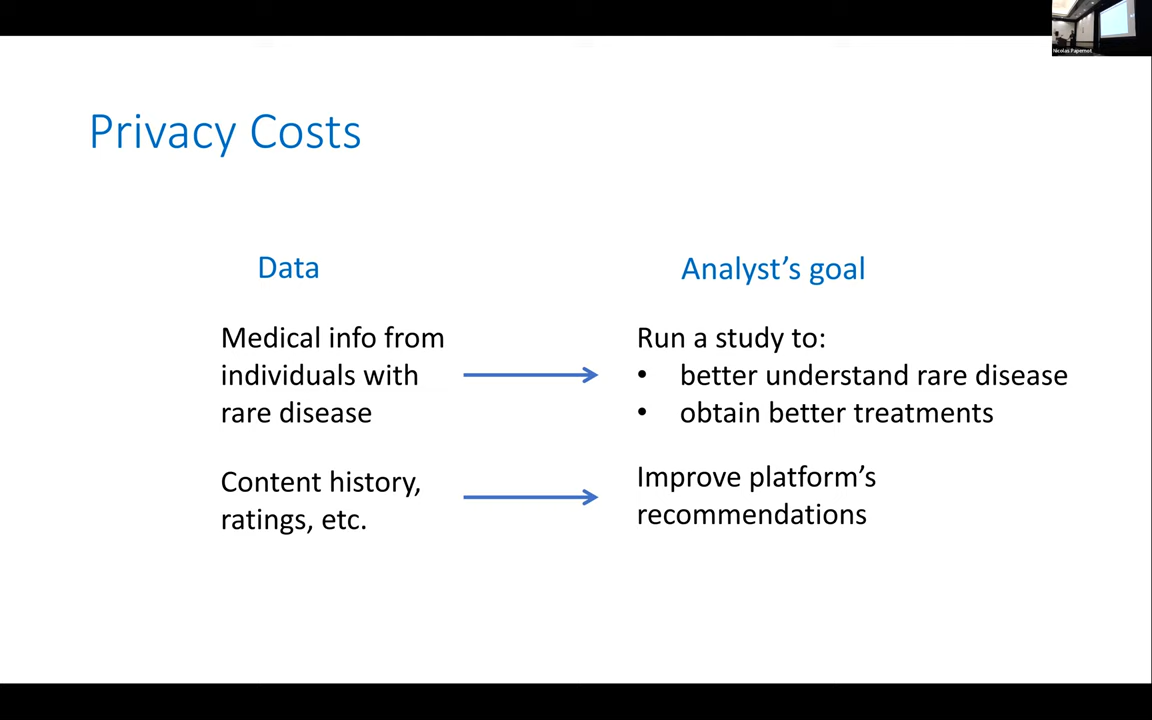 Nicolas Papernot
Privacy Costs
Data
Analyst's goal
Medical info from
individuals with
rare disease
Run a study to:
• better understand rare disease
• obtain better treatments
Content history,
ratings, etc.
Improve platform's
recommendations